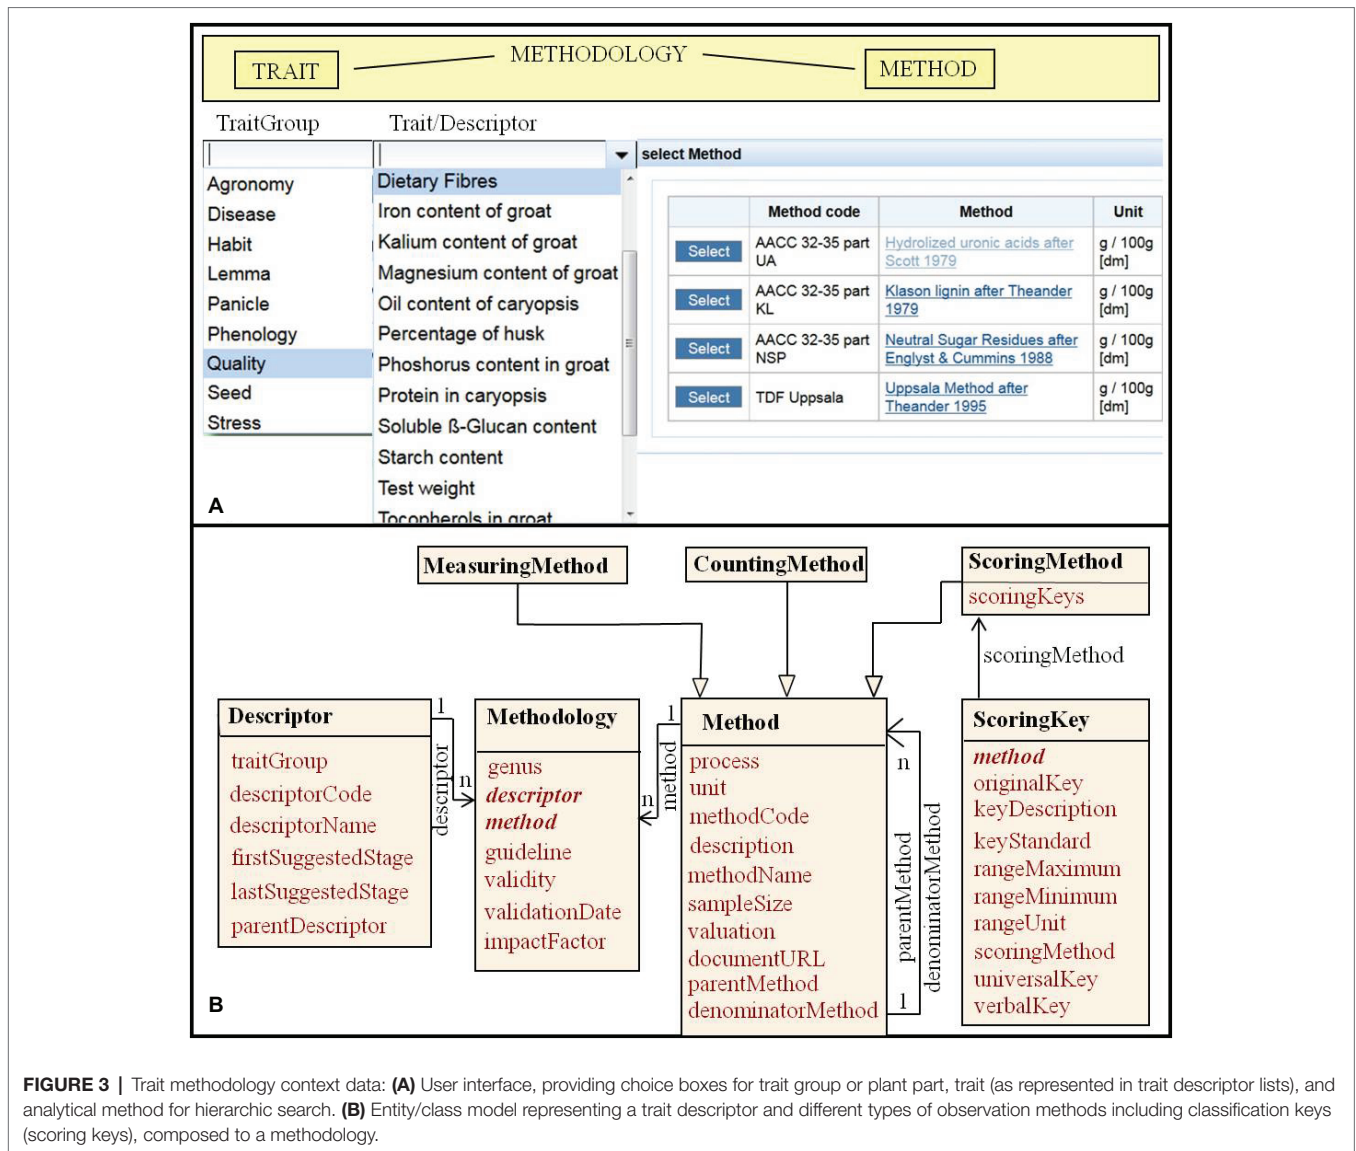 TRAIT
METHODOLOGY
METHOD
TraitGroup
Trait/Descriptor
select Method
Agronomy
Disease
Habit
Lemma
Panicle
Phenology
Quality
Seed
Stress
Dietary Fibres
Iron content of groat
Kalium content of groat
Magnesium content of groat
Oil content of caryopsis
Percentage of husk
Phoshorus content in groat
Protein in caryopsis
Soluble ß-Glucan content
Starch content
Test weight
Tocopherols in groat
Method code Method Unit
Select AACC 32-35 part UA Hydrolized uronic acids after Scott 1979 g / 100g [dm]
Select AACC 32-35 part KL Klason lignin after Theander 1979 g / 100g [dm]
Select AACC 32-35 part NSP Neutral Sugar Residues after Englyst & Cummins 1988 g / 100g [dm]
Select TDF Uppsala Uppsala Method after Theander 1995 g / 100g [dm]
A
MeasuringMethod
CountingMethod
ScoringMethod
scoringKeys
scoringMethod
Descriptor
traitGroup
descriptorCode
descriptorName
firstSuggestedStage
lastSuggestedStage
parentDescriptor
1
descriptor
n
Methodology
genus
descriptor
method
guideline
validity
validationDate
impactFactor
1
method
n
Method
process
unit
methodCode
description
methodName
sampleSize
valuation
documentURL
parentMethod
denominatorMethod
n
parentMethod
denominatorMethod
1
ScoringKey
method
originalKey
keyDescription
keyStandard
rangeMaximum
rangeMinimum
rangeUnit
scoringMethod
universalKey
verbalKey
B
FIGURE 3 | Trait methodology context data: (A) User interface, providing choice boxes for trait group or plant part, trait (as represented in trait descriptor lists), and
analytical method for hierarchic search. (B) Entity/class model representing a trait descriptor and different types of observation methods including classification keys
(scoring keys), composed to a methodology.